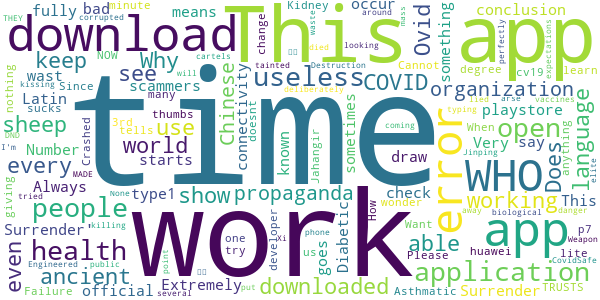 download This app
fully bad means occur minute Kidney around waste corrupted THEY
Why Ovid conclusion change died mass looking
keep see useless COVID something cartels tainted Destruction
NOW Cannot degree cv19 learn
wast scammers Chinese organization will deliberately
Since nothing Latin many connectivity playstore expectations kissing
sucks thumbs sometimes lied arse vaccines
sheep use time error open language
Number 3rd doesnt When typing
Crashed tells known Jahangir DND I'm
every world draw WHO Does coming Very say anything
Always starts work working
giving type1 show propaganda check Jinping This
people How wonder away elite
Surrender MADE None killing one developer Diabetic able app biological danger p7
even health goes Please huawei lite
try us Xi phone Want application Weapon
ancient Engineered public point CovidSafe
Failure official Extremely downloaded Surrender
tried several put Asthmatic TRUSTS perfectly